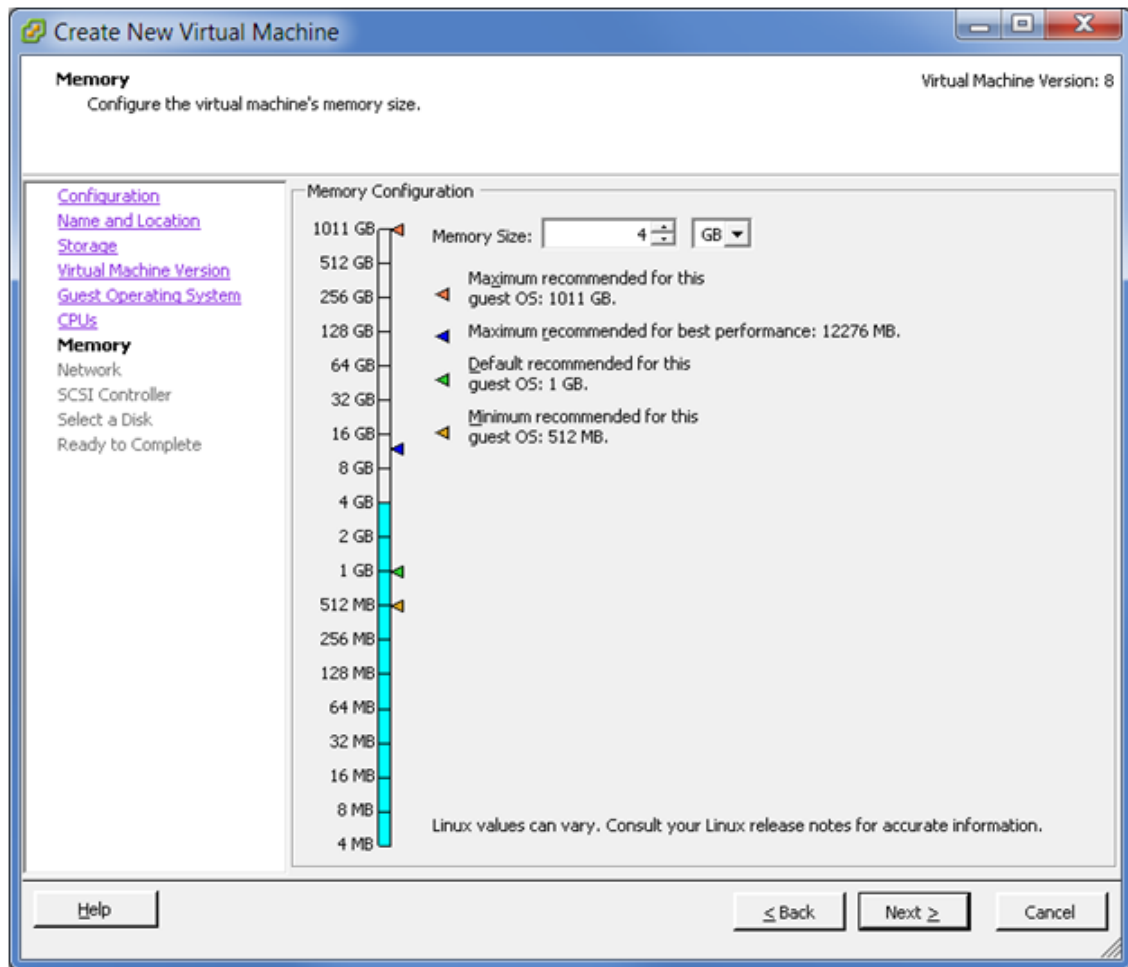 Create New Virtual Machine
Memory
Configure the virtual machine's memory size.
Virtual Machine Version: 8
Configuration
Name and Location
Storage
Virtual Machine Version
Guest Operating System
CPUs
Memory
Network
SCSI Controller
Select a Disk
Ready to Complete
Memory Configuration
1011 GB
512 GB
256 GB
128 GB
64 GB
32 GB
16 GB
8 GB
4 GB
2 GB
1 GB
512 MB
256 MB
128 MB
64 MB
32 MB
16 MB
8 MB
4 MB
Memory Size: 4 GB
Maximum recommended for this
guest OS: 1011 GB.
Maximum recommended for best performance: 12276 MB.
Default recommended for this
guest OS: 1 GB.
Minimum recommended for this
guest OS: 512 MB.
Linux values can vary. Consult your Linux release notes for accurate information.
Help
< Back
Next >
Cancel